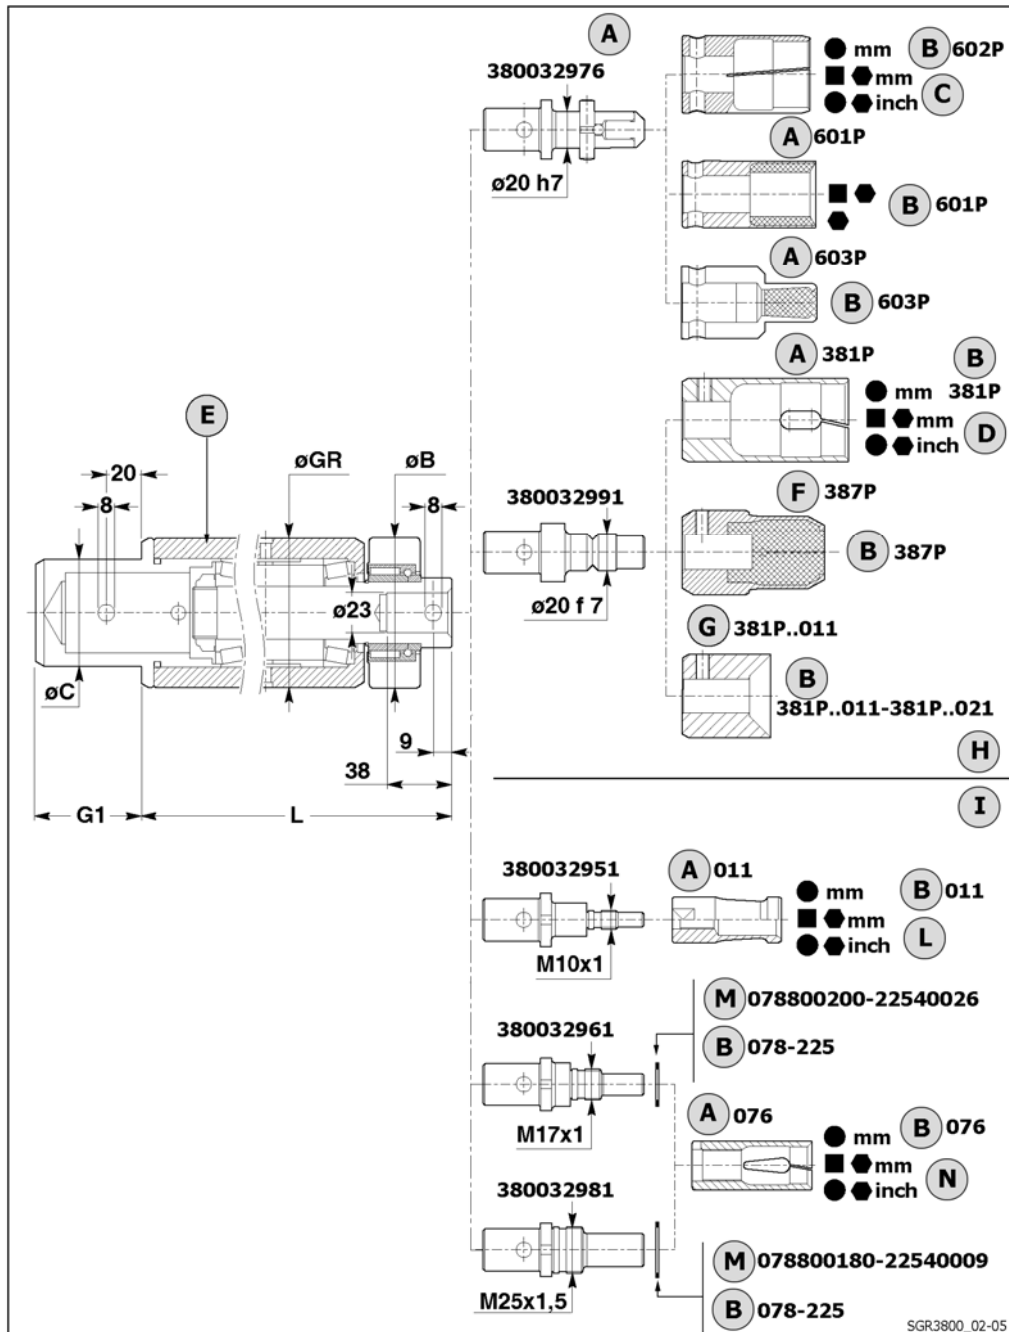 A
380032976
ø20 h7
mm
B 602P
mm
inch
C
A 601P
B 601P
A 603P
B 603P
A 381P
B
381P
mm
mm
inch
D
E
20
8
øGR
øB
8
ø23
øC
9
38
G1
L
380032991
ø20 f 7
F 387P
B 387P
G 381P..011
B
381P..011-381P..021
H
I
380032951
M10x1
A 011
mm
B 011
mm
inch
L
M 078800200-22540026
B 078-225
380032961
M17x1
A 076
mm
B 076
mm
inch
N
380032981
M25x1,5
M 078800180-22540009
B 078-225
SGR3800_02-05